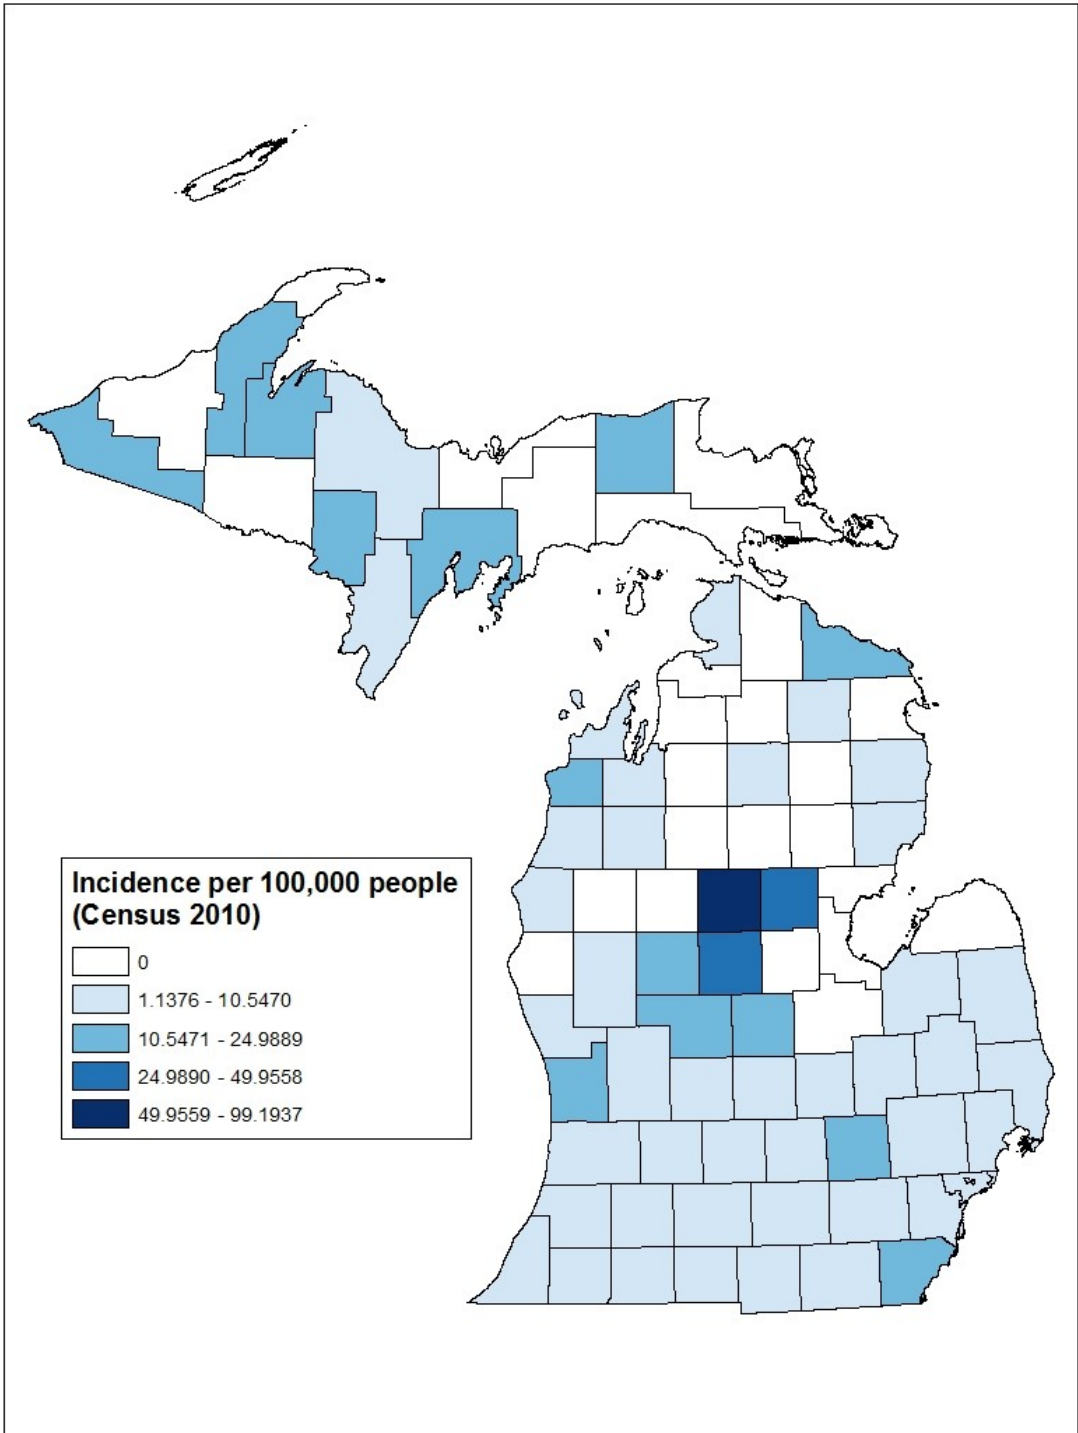 Incidence per 100,000 people
(Census 2010)
0
1.1376 - 10.5470
10.5471 - 24.9889
24.9890 - 49.9558
49.9559 - 99.1937